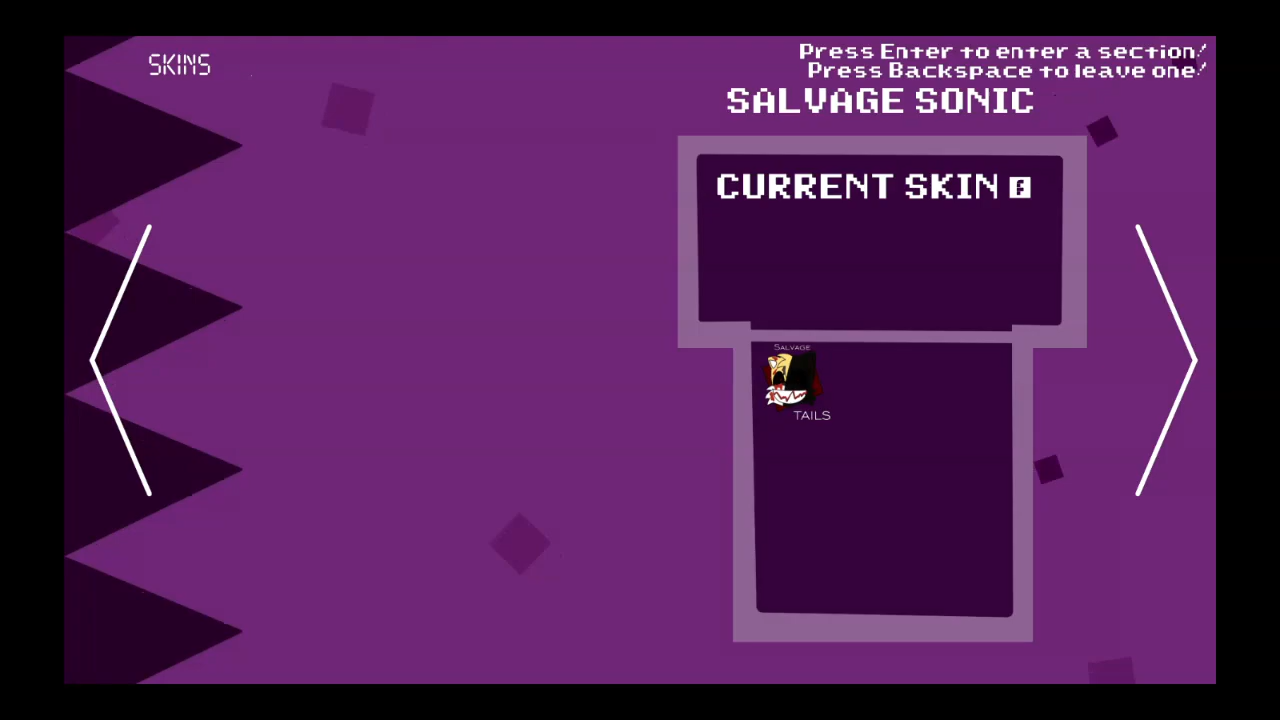 SKINS
Press Enter to enter a section!
Press Backspace to leave one!
SALVAGE SONIC
CURRENT SKIN
SALVAGE
TAILS